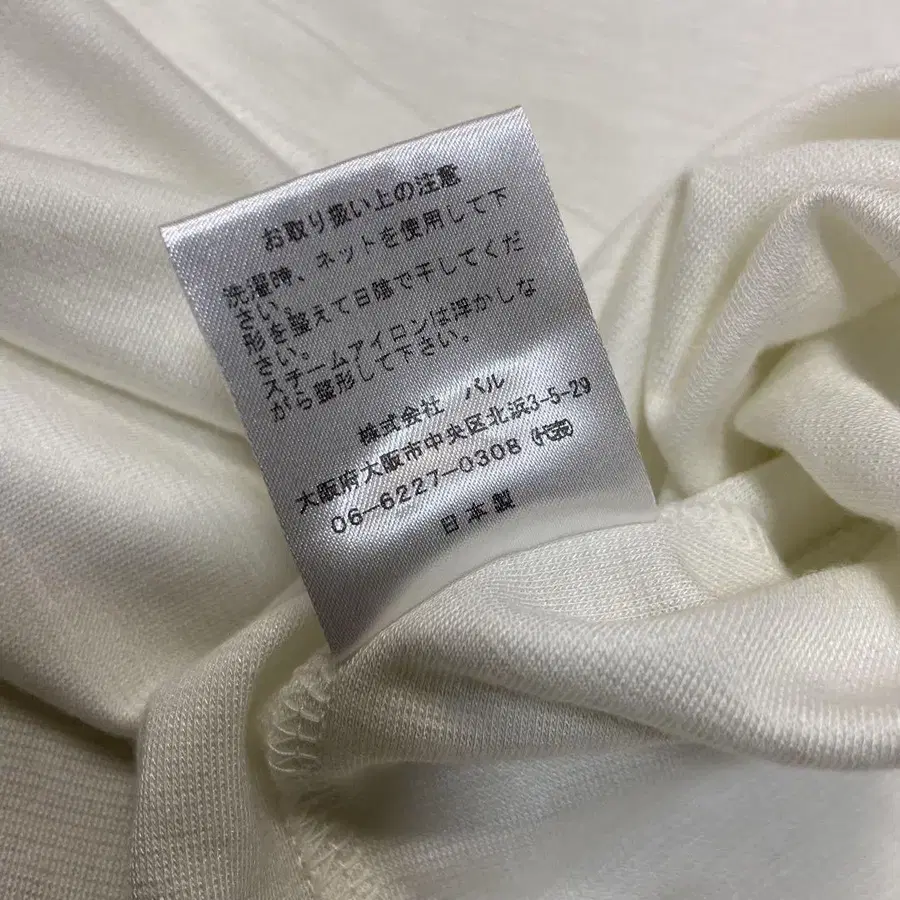 お取り扱い上の注意
洗濯時、ネットを使用して下
さい。
形を整えて日陰で干してくだ
さい。
スチームアイロンは浮かしな
がら整形して下さい。
株式会社 パル
大阪府大阪市中央区北浜3-5-29
06-6227-0308(代表)
日本製